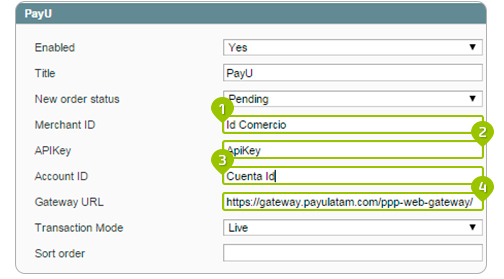 PayU
Enabled Yes
Title PayU
New order status Pending
1
Merchant ID Id Comercio
2
APIKey ApiKey
3
Account ID Cuenta Id
4
Gateway URL https://gateway.payulatam.com/ppp-web-gateway/
Transaction Mode Live
Sort order